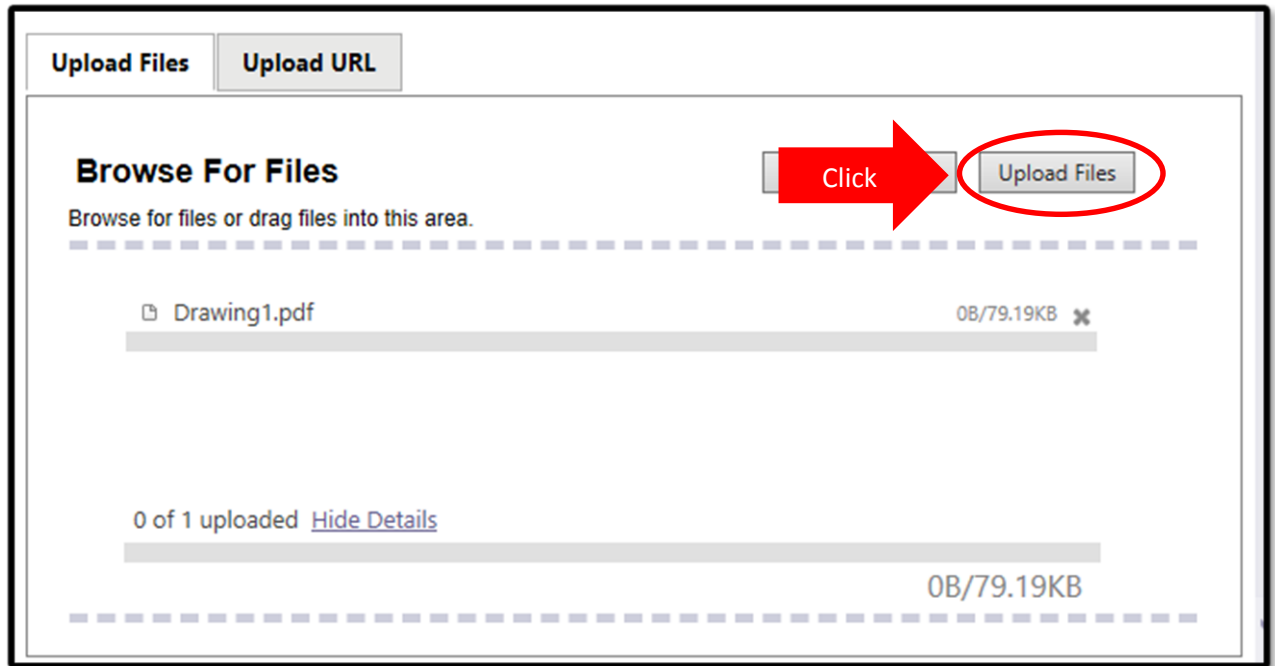 Upload Files Upload URL
Browse For Files
Click Upload Files
Browse for files or drag files into this area.
Drawing1.pdf 0B/79.19KB
0 of 1 uploaded Hide Details
0B/79.19KB